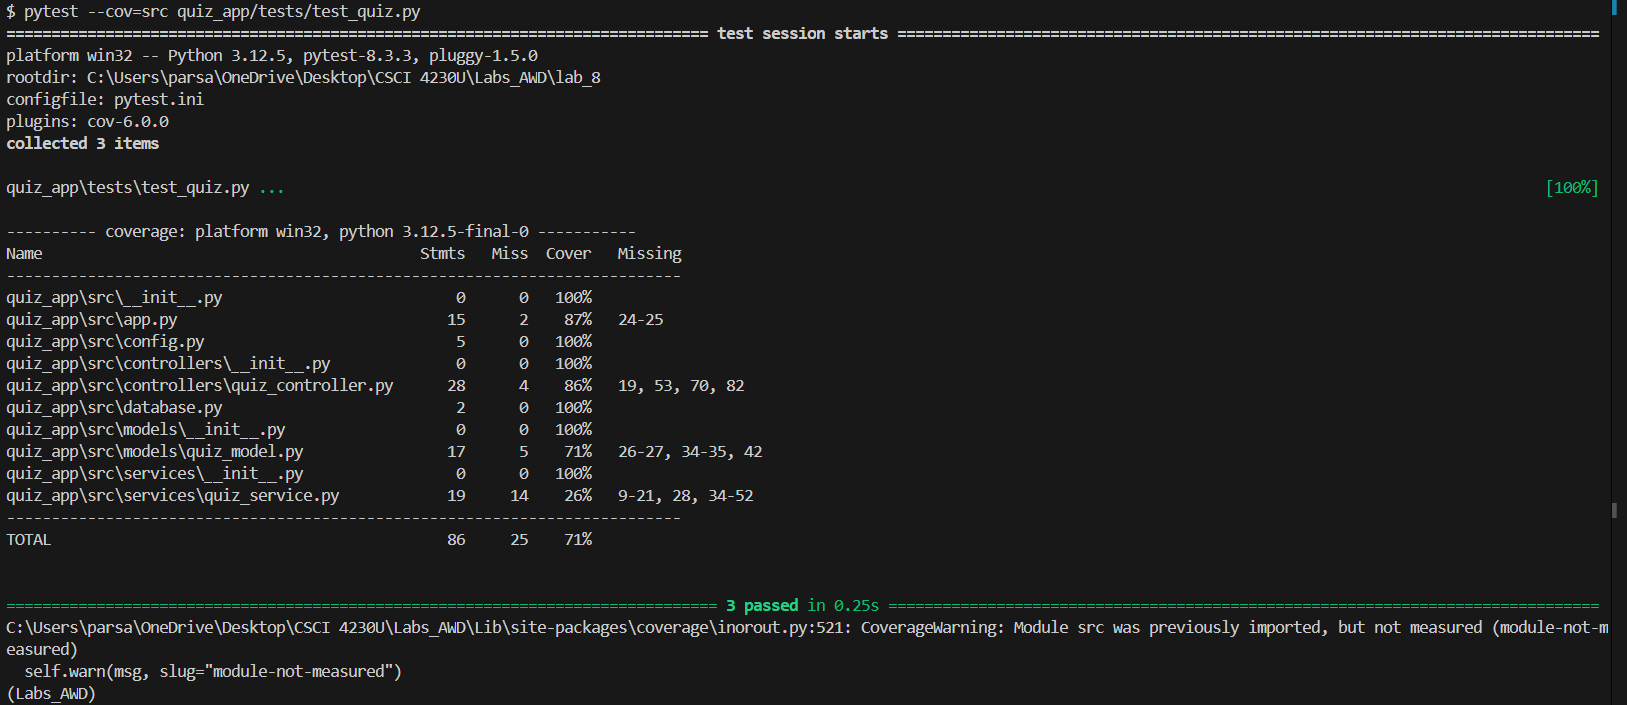 $ pytest --cov=src quiz_app/tests/test_quiz.py
============================================================================== test session starts ==============================================================================
platform win32 -- Python 3.12.5, pytest-8.3.3, pluggy-1.5.0
rootdir: C:\Users\parsa\OneDrive\Desktop\CSCI 4230U\Labs_AWD\lab_8
configfile: pytest.ini
plugins: cov-6.0.0
collected 3 items
quiz_app\tests\test_quiz.py ... [100%]
---------- coverage: platform win32, python 3.12.5-final-0 -----------
Name                                          Stmts   Miss  Cover   Missing
---------------------------------------------------------------------------
quiz_app\src\__init__.py                          0      0   100%
quiz_app\src\app.py                              15      2    87%   24-25
quiz_app\src\config.py                            5      0   100%
quiz_app\src\controllers\__init__.py              0      0   100%
quiz_app\src\controllers\quiz_controller.py      28      4    86%   19, 53, 70, 82
quiz_app\src\database.py                          2      0   100%
quiz_app\src\models\__init__.py                   0      0   100%
quiz_app\src\models\quiz_model.py                17      5    71%   26-27, 34-35, 42
quiz_app\src\services\__init__.py                 0      0   100%
quiz_app\src\services\quiz_service.py            19     14    26%   9-21, 28, 34-52
---------------------------------------------------------------------------
TOTAL                                            86     25    71%
=============================================================================== 3 passed in 0.25s ===============================================================================
C:\Users\parsa\OneDrive\Desktop\CSCI 4230U\Labs_AWD\Lib\site-packages\coverage\inorout.py:521: CoverageWarning: Module src was previously imported, but not measured (module-not-m
easured)
  self.warn(msg, slug="module-not-measured")
(Labs_AWD)